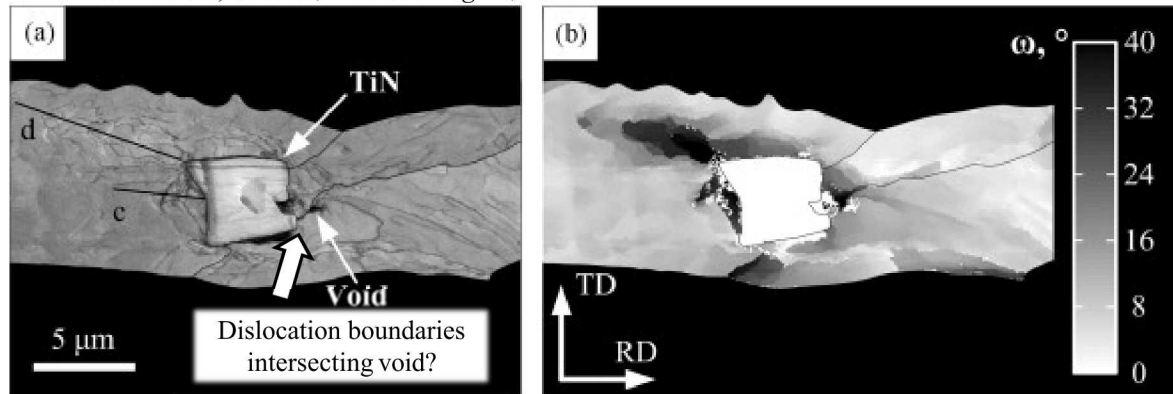 (a)
TiN
d
c
Void
5 μm
Dislocation boundaries
intersecting void?
(b)
ω, °
40
32
24
16
8
0
TD
RD